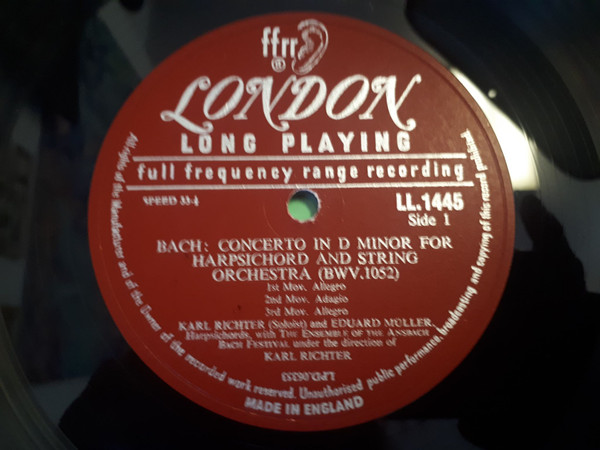 ffrr
®
LONDON
LONG PLAYING
full frequency range recording
SPEED 33⅓
LL.1445
Side 1
BACH: CONCERTO IN D MINOR FOR
HARPSICHORD AND STRING
ORCHESTRA (BWV.1052)
1st Mov. Allegro
2nd Mov. Adagio
3rd Mov. Allegro
KARL RICHTER (Soloist) and EDUARD MÜLLER,
Harpsichords, with THE ENSEMBLE OF THE ANSBACH
BACH FESTIVAL under the direction of
KARL RICHTER
All rights of the Manufacturer and of the Owner of the recorded work reserved. Unauthorised public performance, broadcasting and copying of this record prohibited.
MADE IN ENGLAND